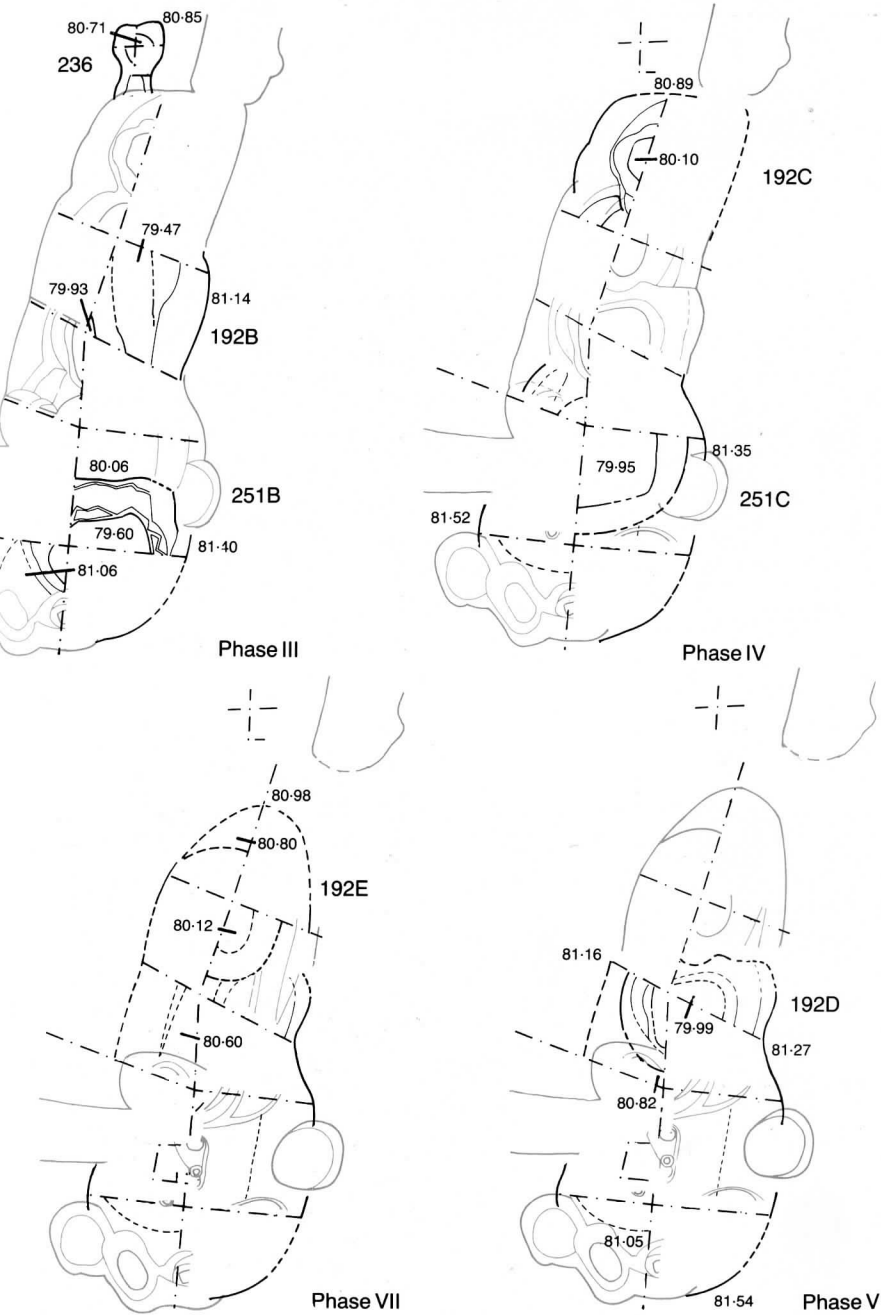 80·71
80·85
236
79·47
79·93
81·14
192B
80·06
251B
79·60
81·40
81·06
Phase III
80·89
80·10
192C
81·35
79·95
251C
81·52
Phase IV
80·98
80·80
192E
80·12
80·60
Phase VII
81·16
192D
79·99
81·27
80·82
81·05
81·54
Phase V